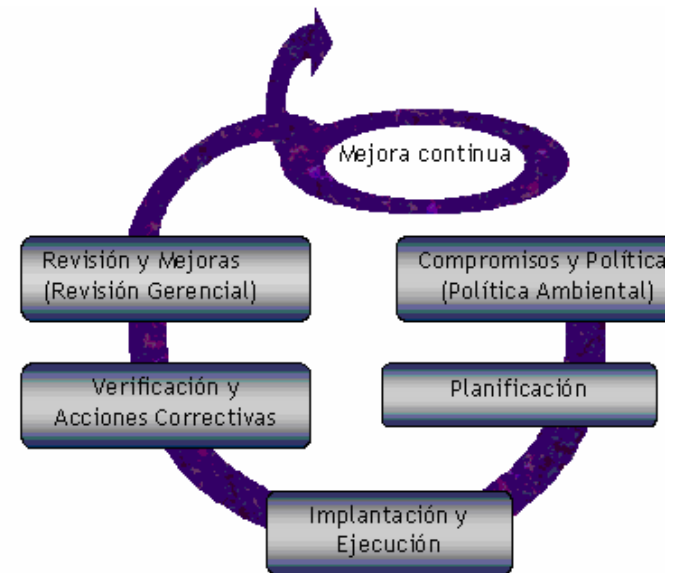 Mejora continua
Revisión y Mejoras
(Revisión Gerencial)
Compromisos y Política
(Política Ambiental)
Verificación y
Acciones Correctivas
Planificación
Implantación y
Ejecución